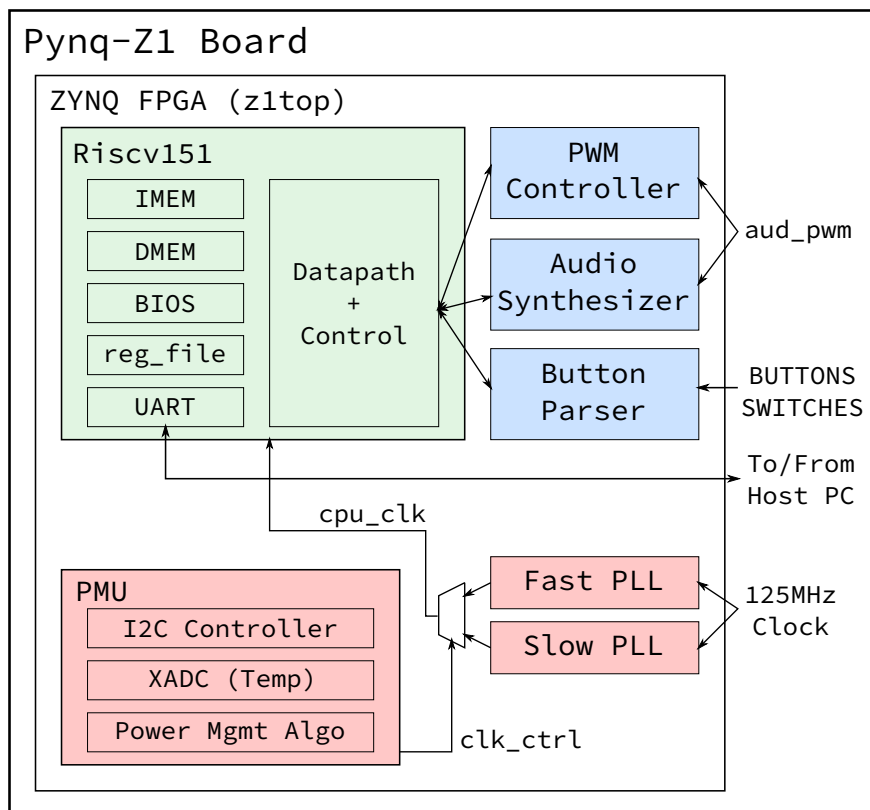 Pynq-Z1 Board
ZYNQ FPGA (z1top)
Riscv151
IMEM
DMEM
BIOS
reg_file
UART
Datapath
+
Control
PWM
Controller
Audio
Synthesizer
Button
Parser
aud_pwm
BUTTONS
SWITCHES
To/From
Host PC
cpu_clk
PMU
I2C Controller
XADC (Temp)
Power Mgmt Algo
clk_ctrl
Fast PLL
Slow PLL
125MHz
Clock